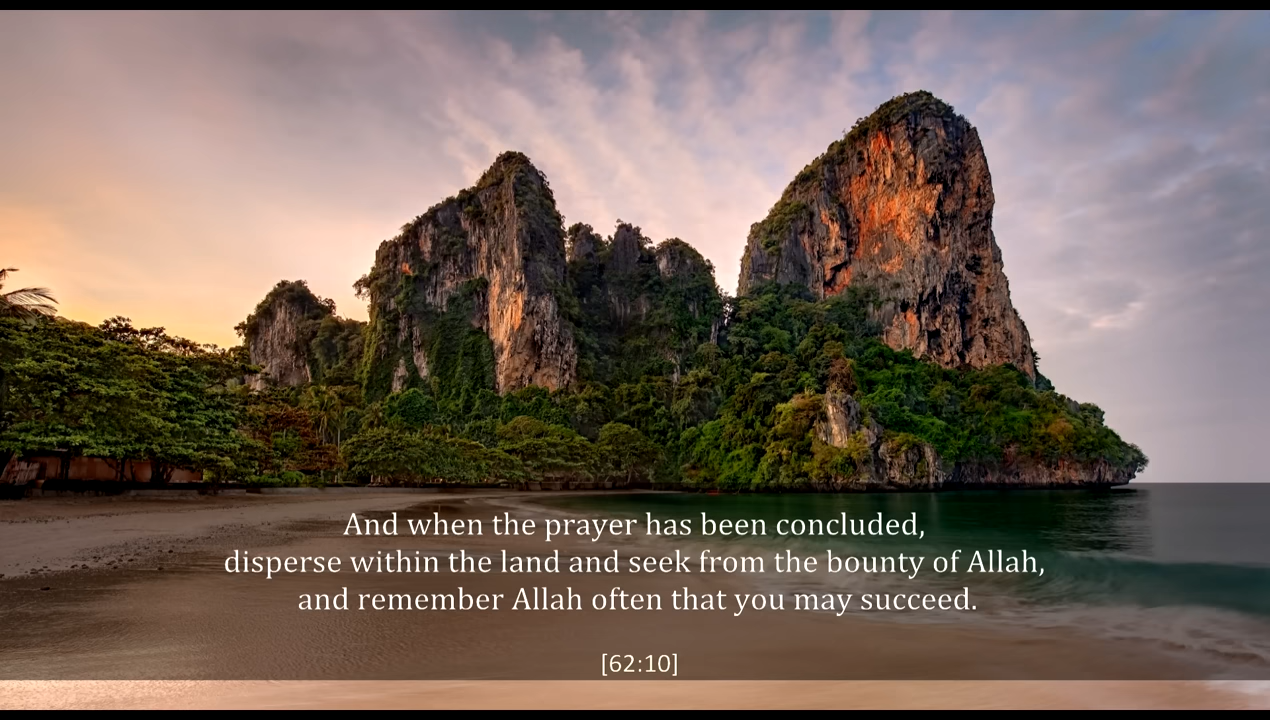 And when the prayer has been concluded,
disperse within the land and seek from the bounty of Allah,
and remember Allah often that you may succeed.
[62:10]